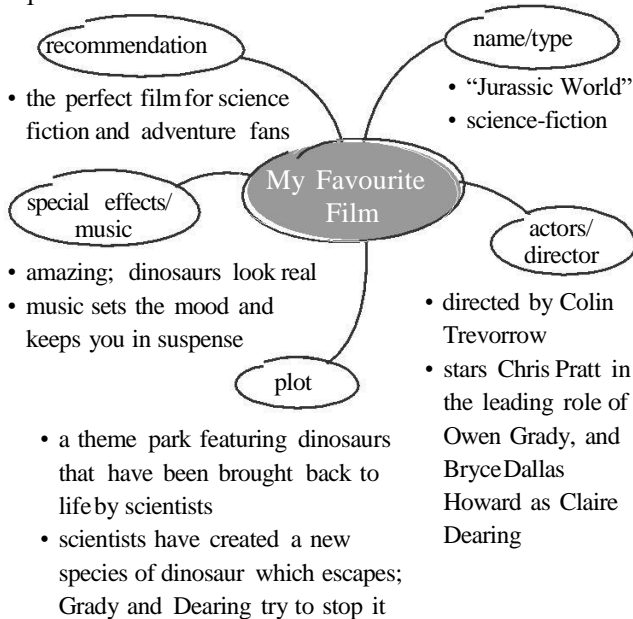 recommendation
• the perfect film for science
fiction and adventure fans
name/type
• “Jurassic World”
• science-fiction
My Favourite
Film
special effects/
music
• amazing; dinosaurs look real
• music sets the mood and
keeps you in suspense
actors/
director
• directed by Colin
Trevorrow
• stars Chris Pratt in
the leading role of
Owen Grady, and
Bryce Dallas
Howard as Claire
Dearing
plot
• a theme park featuring dinosaurs
that have been brought back to
life by scientists
• scientists have created a new
species of dinosaur which escapes;
Grady and Dearing try to stop it